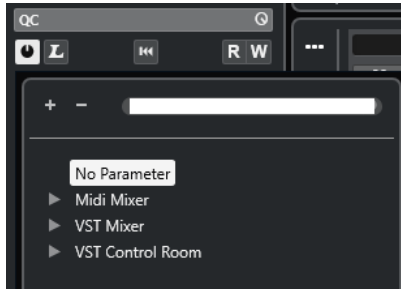 QC
L R W
...
+ −
No Parameter
Midi Mixer
VST Mixer
VST Control Room